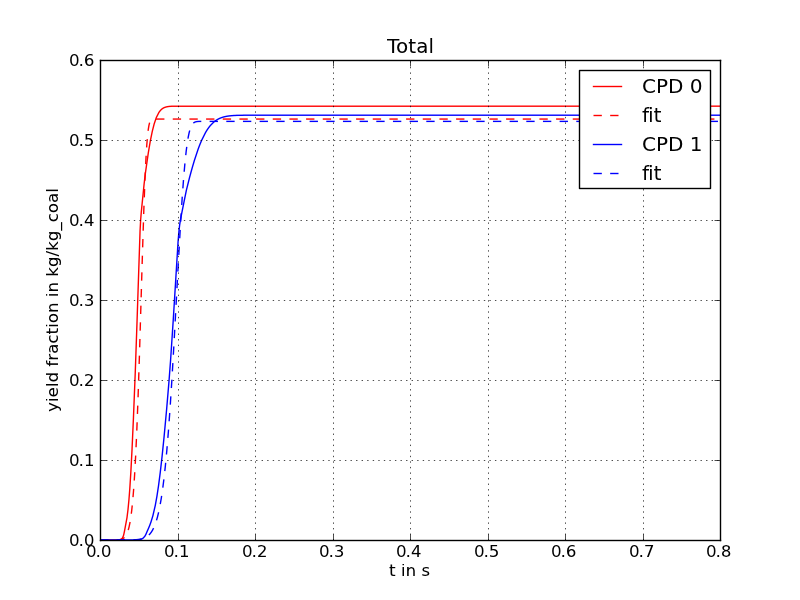 Total
CPD 0
fit
CPD 1
fit
yield fraction in kg/kg_coal
0.6
0.5
0.4
0.3
0.2
0.1
0.0
0.0 0.1 0.2 0.3 0.4 0.5 0.6 0.7 0.8
t in s